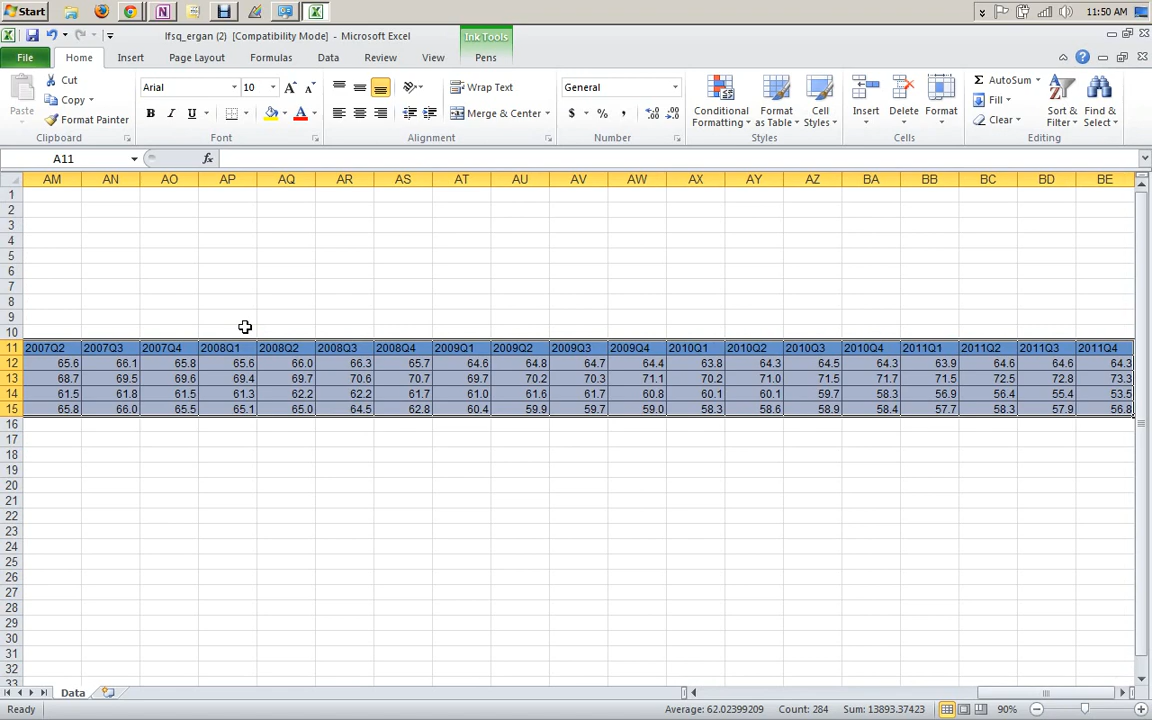 Start 11:50 AM
lfsq_ergan (2) [Compatibility Mode] - Microsoft Excel Ink Tools
File Home Insert Page Layout Formulas Data Review View Pens
Cut
Copy
Format Painter
Paste
Clipboard
Arial 10
B I U
Font
Wrap Text
Merge & Center
Alignment
General
$ % ,
Number
Conditional Formatting
Format as Table
Cell Styles
Styles
Insert Delete Format
Cells
AutoSum
Fill
Clear
Sort & Filter
Find & Select
Editing
A11 fx
AM AN AO AP AQ AR AS AT AU AV AW AX AY AZ BA BB BC BD BE
1
2
3
4
5
6
7
8
9
10
11 2007Q2 2007Q3 2007Q4 2008Q1 2008Q2 2008Q3 2008Q4 2009Q1 2009Q2 2009Q3 2009Q4 2010Q1 2010Q2 2010Q3 2010Q4 2011Q1 2011Q2 2011Q3 2011Q4
12 65.6 66.1 65.8 65.6 66.0 66.3 65.7 64.6 64.8 64.7 64.4 63.8 64.3 64.5 64.3 63.9 64.6 64.6 64.3
13 68.7 69.5 69.6 69.4 69.7 70.6 70.7 69.7 70.2 70.3 71.1 70.2 71.0 71.5 71.7 71.5 72.5 72.8 73.3
14 61.5 61.8 61.5 61.3 62.2 62.2 61.7 61.0 61.6 61.7 60.8 60.1 60.1 59.7 58.3 56.9 56.4 55.4 53.5
15 65.8 66.0 65.5 65.1 65.0 64.5 62.8 60.4 59.9 59.7 59.0 58.3 58.6 58.9 58.4 57.7 58.3 57.9 56.8
16
17
18
19
20
21
22
23
24
25
26
27
28
29
30
31
32
33
Data
Ready Average: 62.02399209 Count: 284 Sum: 13893.37423 90%